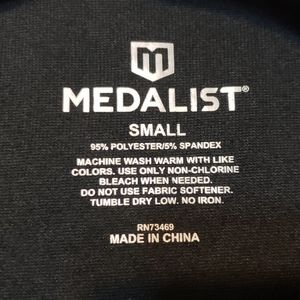 M
MEDALIST®
SMALL
95% POLYESTER/5% SPANDEX
MACHINE WASH WARM WITH LIKE
COLORS. USE ONLY NON-CHLORINE
BLEACH WHEN NEEDED.
DO NOT USE FABRIC SOFTENER.
TUMBLE DRY LOW. NO IRON.
RN73469
MADE IN CHINA